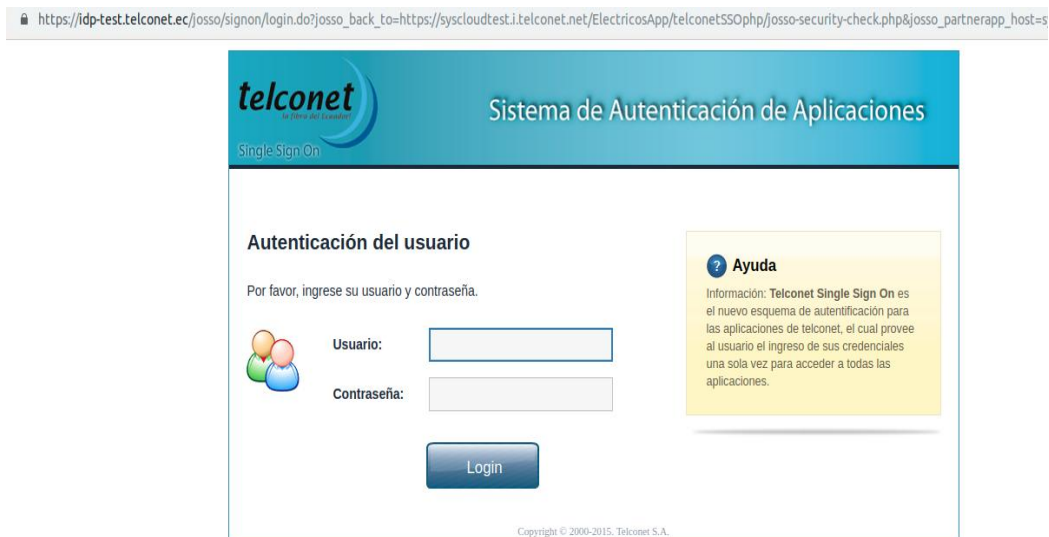 https://idp-test.telconet.ec/josso/signon/login.do?josso_back_to=https://syscloudtest.i.telconet.net/ElectricosApp/telconetSSOphp/josso-security-check.php&josso_partnerapp_host=s
telconet
la fibra del Ecuador!
Single Sign On
Sistema de Autenticación de Aplicaciones
Autenticación del usuario
Por favor, ingrese su usuario y contraseña.
Usuario:
Contraseña:
Login
? Ayuda
Información: Telconet Single Sign On es
el nuevo esquema de autentificación para
las aplicaciones de telconet, el cual provee
al usuario el ingreso de sus credenciales
una sola vez para acceder a todas las
aplicaciones.
Copyright © 2000-2015. Telconet S.A.